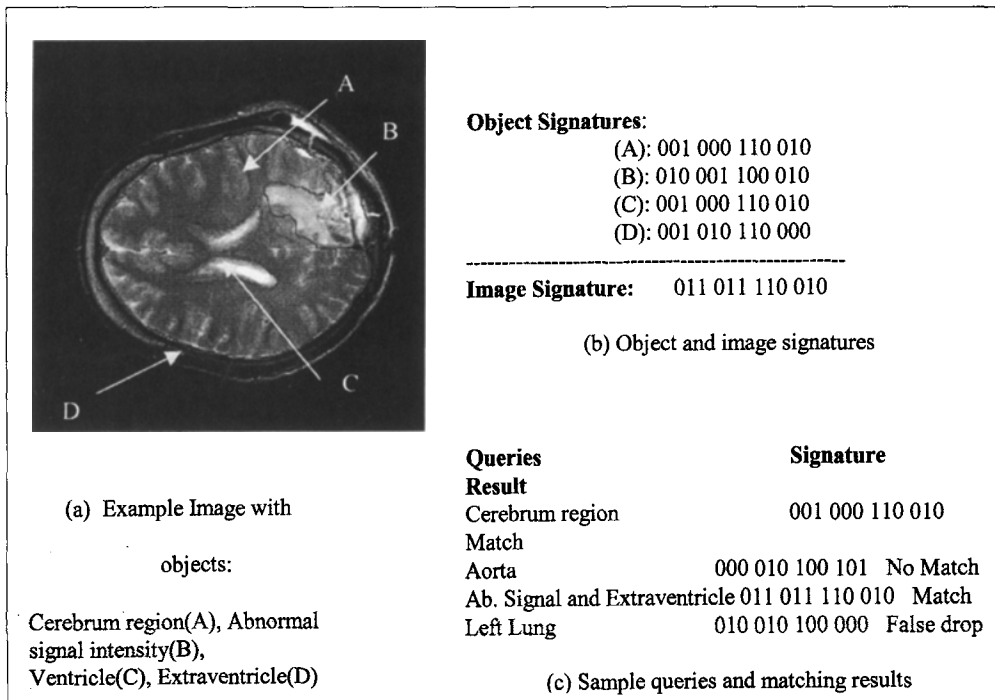 A
B
C
D
(a) Example Image with
objects:
Cerebrum region(A), Abnormal
signal intensity(B),
Ventricle(C), Extraventricle(D)
Object Signatures:
(A): 001 000 110 010
(B): 010 001 100 010
(C): 001 000 110 010
(D): 001 010 110 000
Image Signature: 011 011 110 010
(b) Object and image signatures
Queries Signature
Result
Cerebrum region 001 000 110 010
Match
Aorta 000 010 100 101 No Match
Ab. Signal and Extraventricle 011 011 110 010 Match
Left Lung 010 010 100 000 False drop
(c) Sample queries and matching results